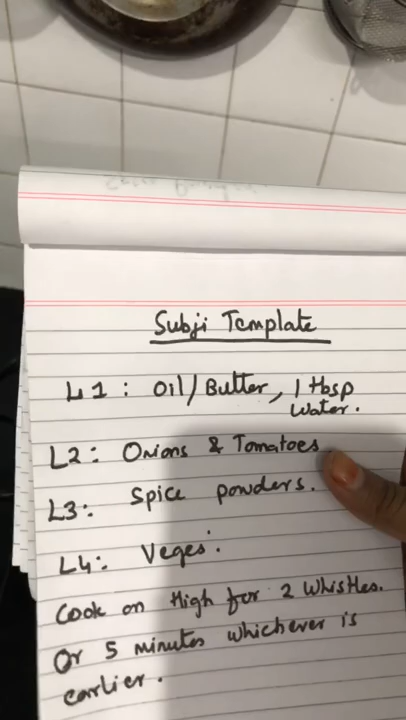 Subji Template
L1 : Oil/Butter, 1 tbsp
Water.
L2: Onions & Tomatoes
L3: Spice powders.
L4: Veges.
Cook on High for 2 Whistles.
Or 5 minutes whichever is
earlier.